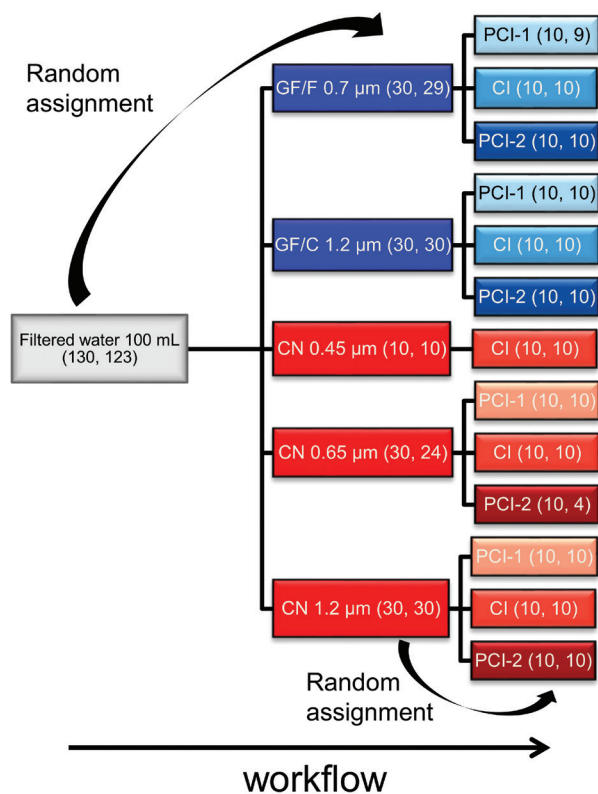 Random
assignment
Filtered water 100 mL
(130, 123)
GF/F 0.7 µm (30, 29)
PCI-1 (10, 9)
CI (10, 10)
PCI-2 (10, 10)
GF/C 1.2 µm (30, 30)
PCI-1 (10, 10)
CI (10, 10)
PCI-2 (10, 10)
CN 0.45 µm (10, 10)
CI (10, 10)
CN 0.65 µm (30, 24)
PCI-1 (10, 10)
CI (10, 10)
PCI-2 (10, 4)
CN 1.2 µm (30, 30)
PCI-1 (10, 10)
CI (10, 10)
PCI-2 (10, 10)
Random
assignment
workflow